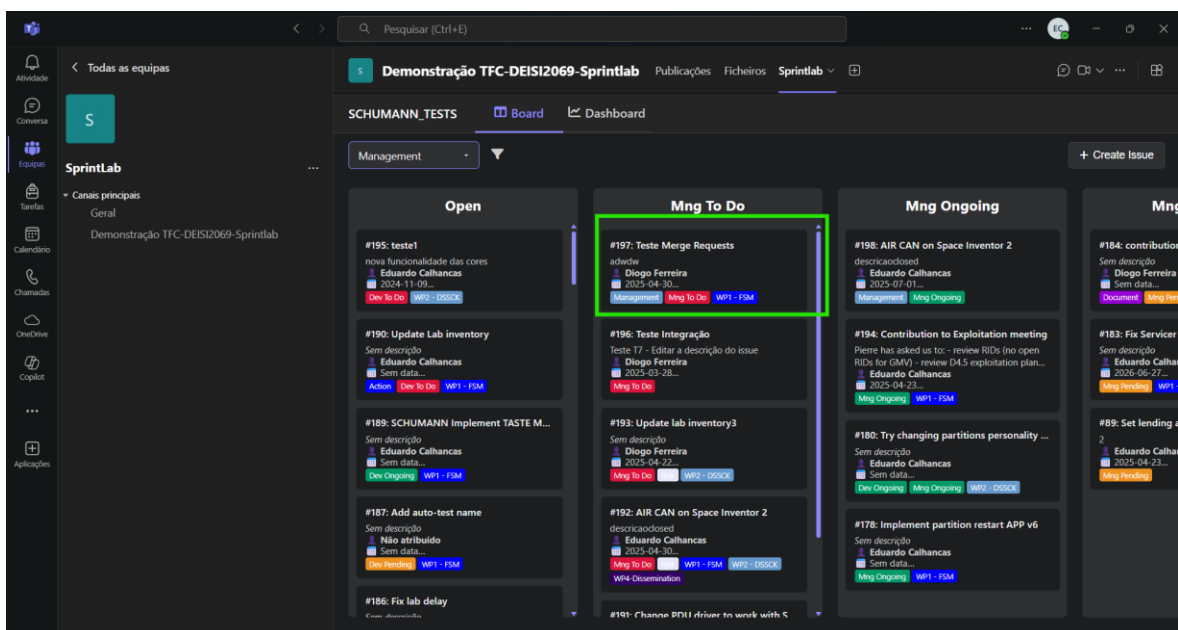 Pesquisar (Ctrl+E)
EC
Atividade
Conversa
Equipas
Tarefas
Calendário
Chamadas
OneDrive
Copilot
Aplicações
Todas as equipas
S
SprintLab
Canais principais
Geral
Demonstração TFC-DEISI2069-Sprintlab
S Demonstração TFC-DEISI2069-Sprintlab Publicações Ficheiros Sprintlab
SCHUMANN_TESTS Board Dashboard
Management + Create Issue
Open
#195: teste1
nova funcionalidade das cores
Eduardo Calhancas
2024-11-09...
Dev To Do WP2 - DSSCK
#190: Update Lab inventory
Sem descrição
Eduardo Calhancas
Sem data...
Action Dev To Do WP1 - FSM
#189: SCHUMANN Implement TASTE M...
Sem descrição
Eduardo Calhancas
Sem data...
Dev Ongoing WP1 - FSM
#187: Add auto-test name
Sem descrição
Não atribuído
Sem data...
Dev Pending WP1 - FSM
#186: Fix lab delay
Sem descrição
Mng To Do
#197: Teste Merge Requests
adwdw
Diogo Ferreira
2025-04-30...
Management Mng To Do WP1 - FSM
#196: Teste Integração
Teste T7 - Editar a descrição do issue
Diogo Ferreira
2025-03-28...
Mng To Do
#193: Update lab inventory3
Sem descrição
Diogo Ferreira
2025-04-22...
Mng To Do WP2 - DSSCK
#192: AIR CAN on Space Inventor 2
descricaodlosed
Eduardo Calhancas
2025-04-30...
Mng To Do WP1 - FSM WP2 - DSSCK
WP4-Dissemination
#191: Change PDU driver to work with S
Mng Ongoing
#198: AIR CAN on Space Inventor 2
descricaoclosed
Eduardo Calhancas
2025-07-01...
Management Mng Ongoing
#194: Contribution to Exploitation meeting
Pierre has asked us to: - review RIDs (no open
RIDs for GMV) - review D4.5 exploitation plan...
Eduardo Calhancas
2025-04-23...
Mng Ongoing WP1 - FSM
#180: Try changing partitions personality ...
Sem descrição
Eduardo Calhancas
Sem data...
Dev Ongoing Mng Ongoing WP2 - DSSCK
#178: Implement partition restart APP v6
Sem descrição
Eduardo Calhancas
Sem data...
Mng Ongoing WP1 - FSM
Mng
#184: contribution
Sem descrição
Diogo Ferreira
Sem data...
Document Mng Pen
#183: Fix Servicer
Sem descrição
Eduardo Calhan
2026-06-27...
Mng Pending WP1 -
#89: Set lending a
2
Eduardo Calhan
2025-04-23...
Mng Pending